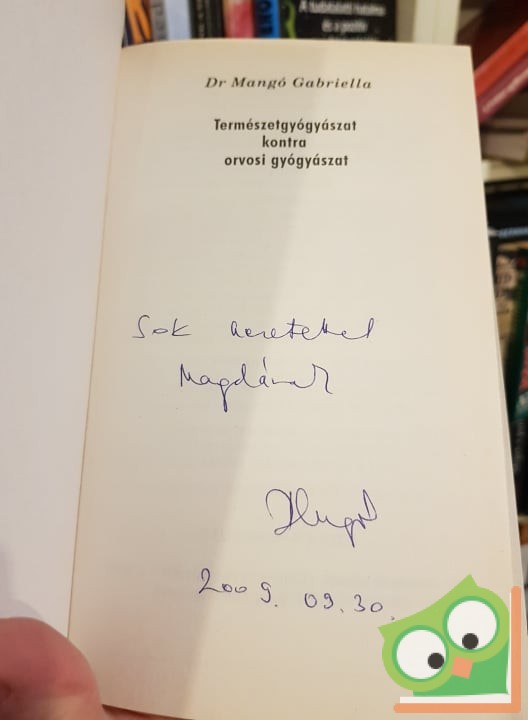 Dr Mangó Gabriella
Természetgyógyászat
kontra
orvosi gyógyászat
Sok szeretettel
Magdának
2009. 09. 30.